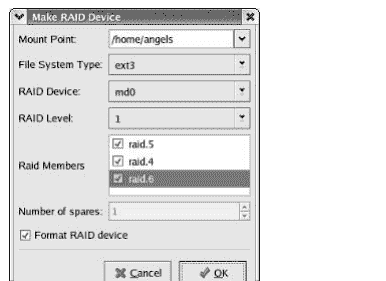 Make RAID Device
Mount Point: /home/angels
File System Type: ext3
RAID Device: md0
RAID Level: 1
Raid Members
raid.5
raid.4
raid.6
Number of spares: 1
Format RAID device
Cancel OK